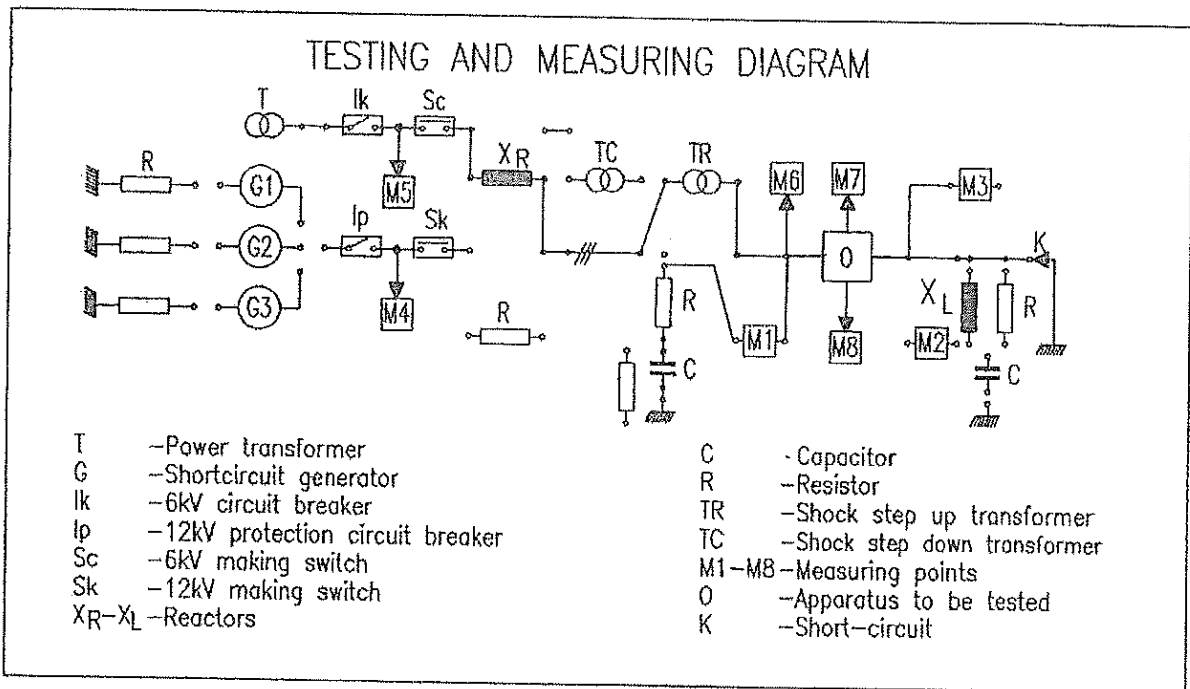 TESTING AND MEASURING DIAGRAM
T
Ik
Sc
XR
TC
TR
M5
M6
M7
M3
R
G1
Ip
Sk
G2
O
K
M4
G3
R
R
M1
M8
XL
R
M2
C
C
T -Power transformer
G -Shortcircuit generator
Ik -6kV circuit breaker
Ip -12kV protection circuit breaker
Sc -6kV making switch
Sk -12kV making switch
XR-XL -Reactors
C -Capacitor
R -Resistor
TR -Shock step up transformer
TC -Shock step down transformer
M1-M8 -Measuring points
O -Apparatus to be tested
K -Short-circuit